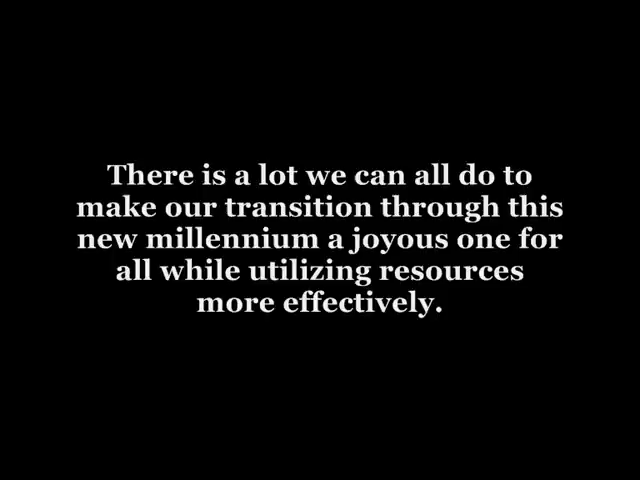 There is a lot we can all do to
make our transition through this
new millennium a joyous one for
all while utilizing resources
more effectively.